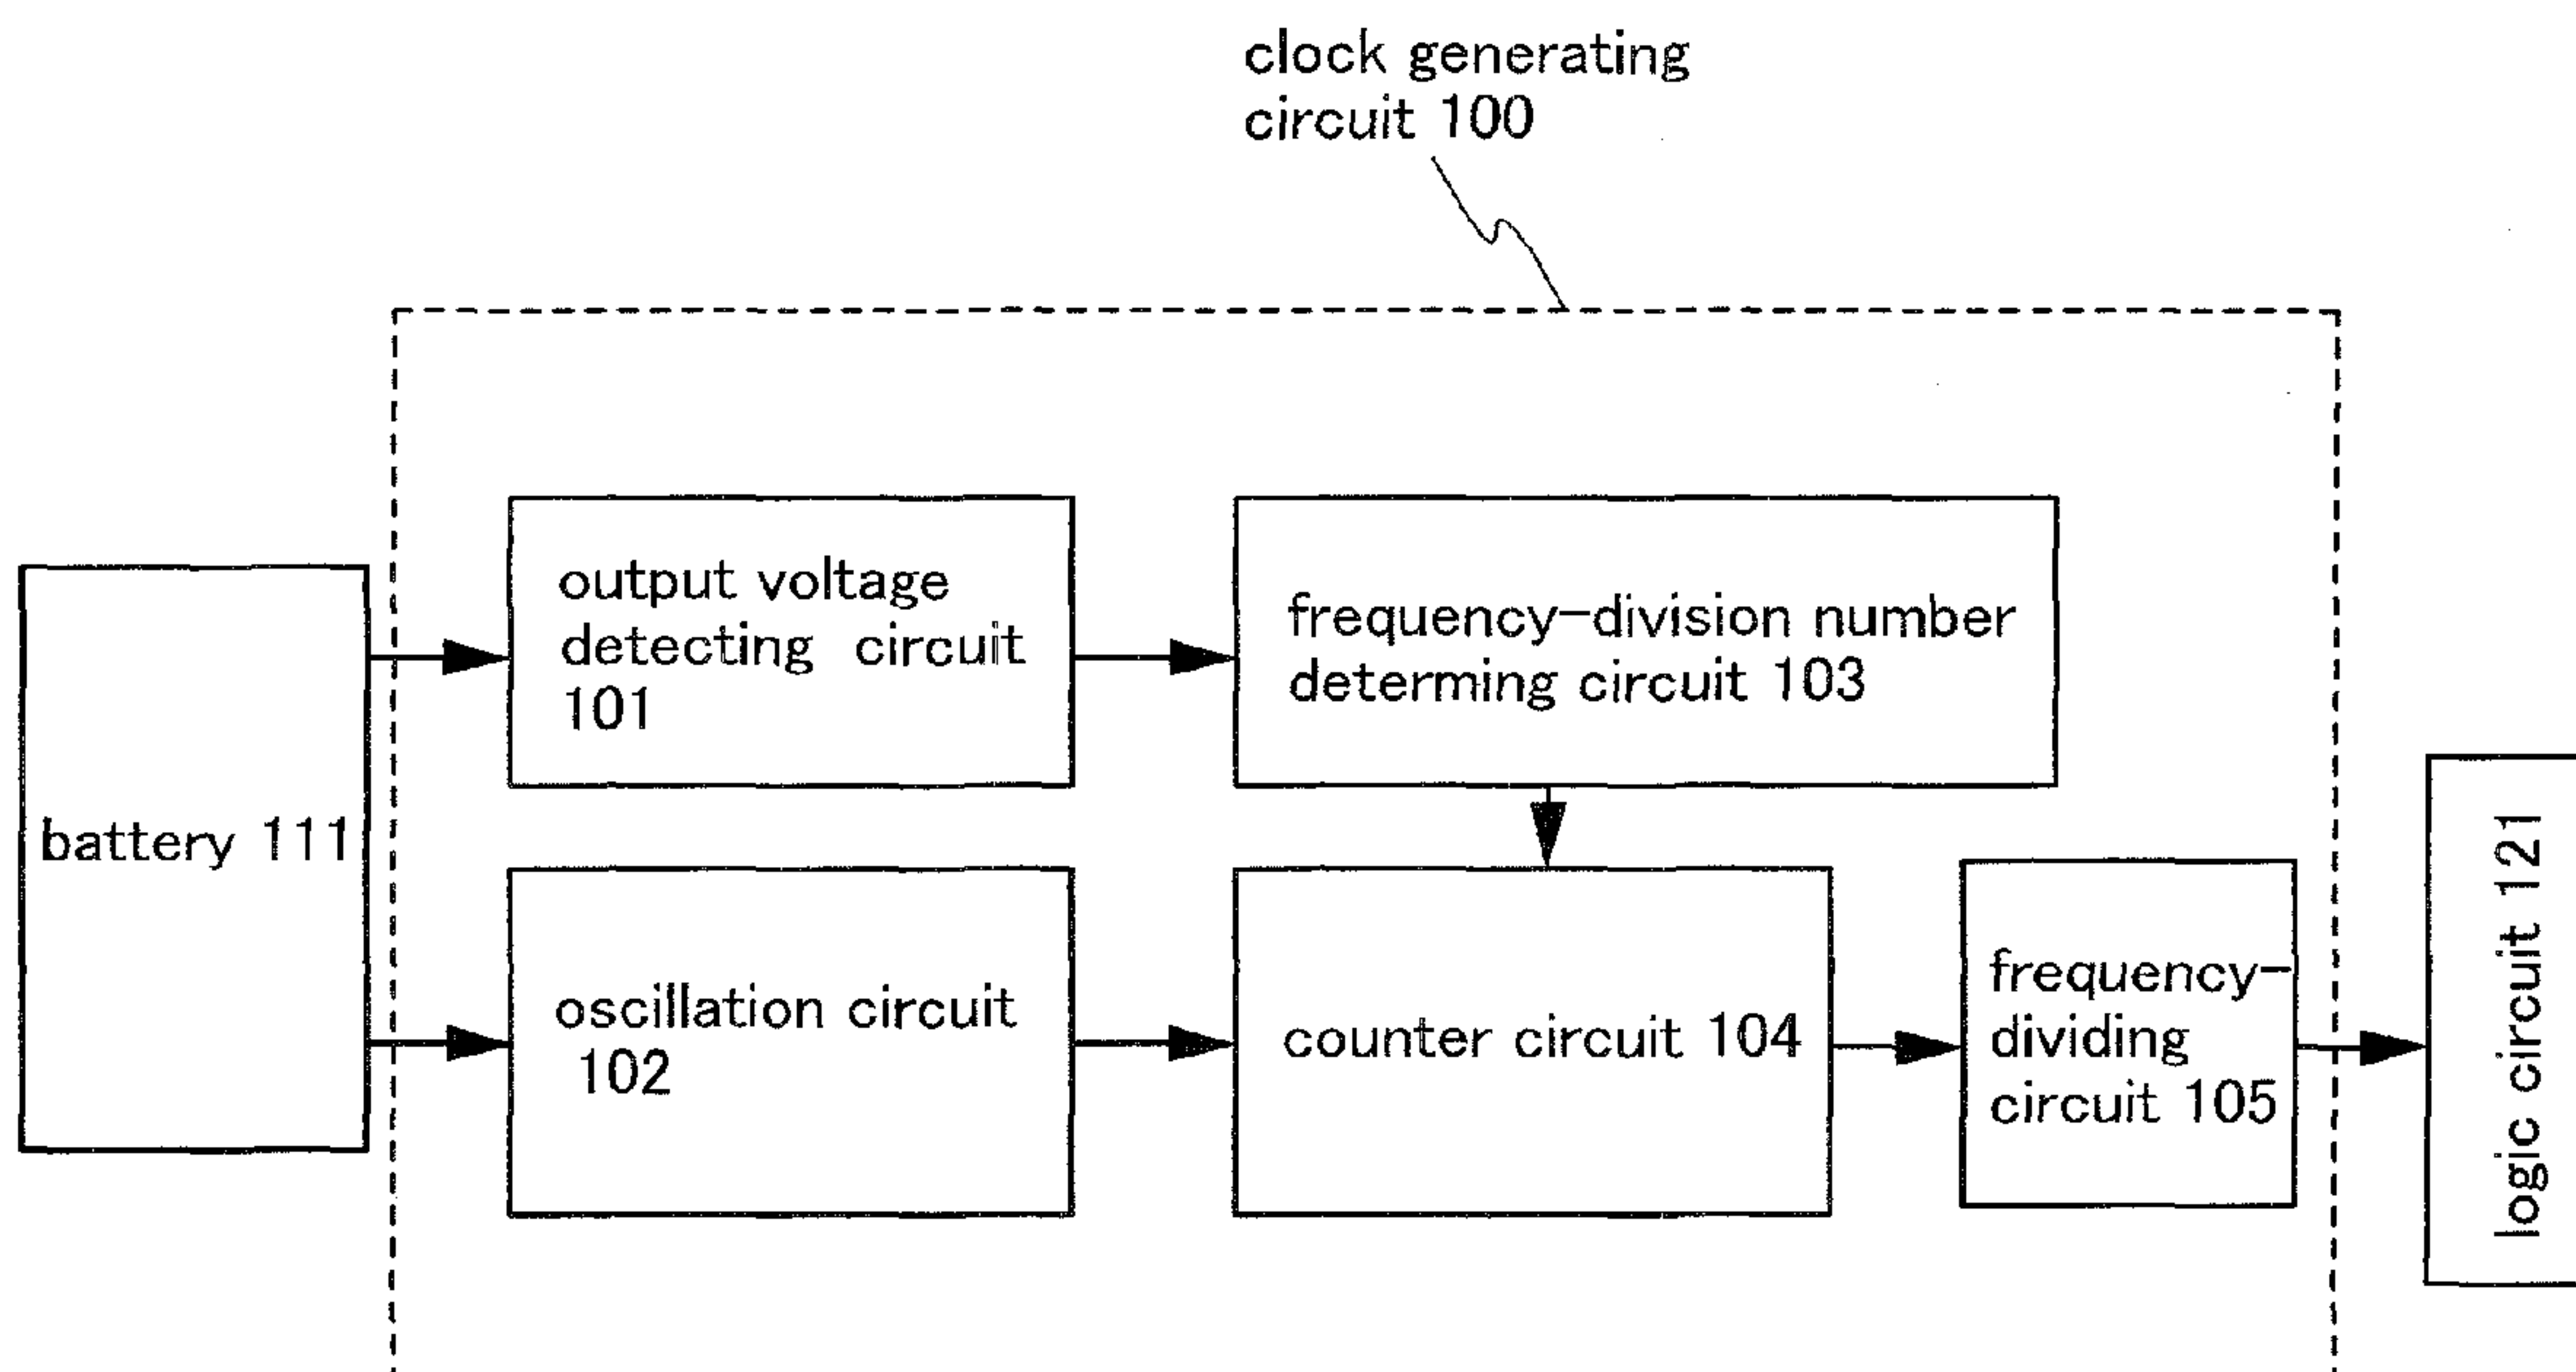 clock generating
circuit 100
output voltage
detecting circuit
101
frequency-division number
determing circuit 103
battery 111
oscillation circuit
102
counter circuit 104
frequency-
dividing
circuit 105
logic circuit 121